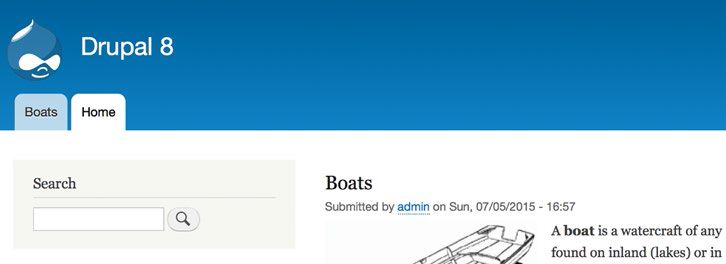 Drupal 8
Boats
Home
Search
Boats
Submitted by admin on Sun, 07/05/2015 - 16:57
A boat is a watercraft of any
found on inland (lakes) or in